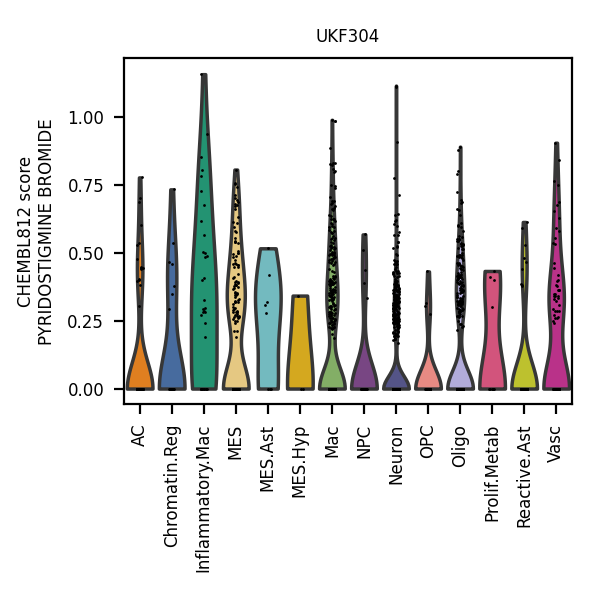 UKF304
CHEMBL812 score
PYRIDOSTIGMINE BROMIDE
1.00
0.75
0.50
0.25
0.00
AC
Chromatin.Reg
Inflammatory.Mac
MES
MES.Ast
MES.Hyp
Mac
NPC
Neuron
OPC
Oligo
Prolif.Metab
Reactive.Ast
Vasc